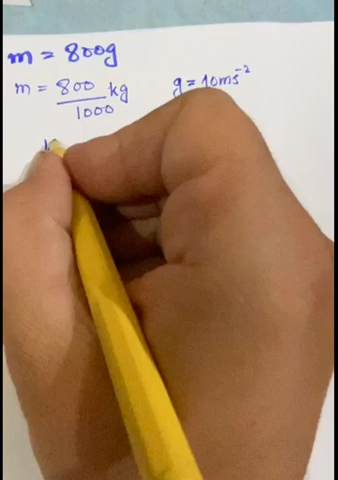 m = 800g
m = 800/1000 kg g = 10ms⁻²